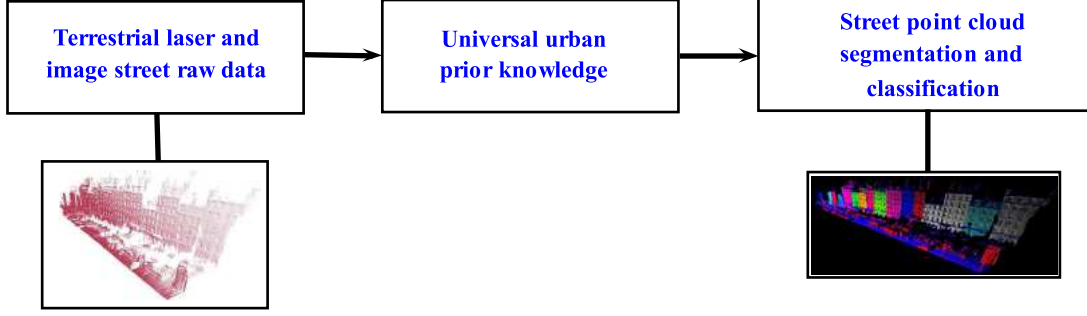 Terrestrial laser and
image street raw data
Universal urban
prior knowledge
Street point cloud
segmentation and
classification